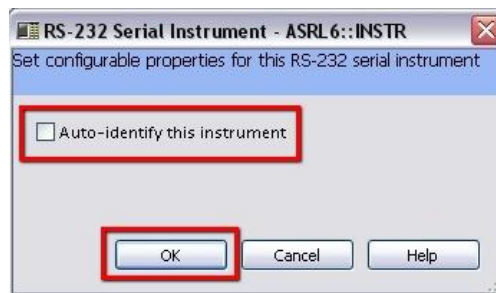 RS-232 Serial Instrument - ASRL6::INSTR
Set configurable properties for this RS-232 serial instrument
Auto-identify this instrument
OK Cancel Help